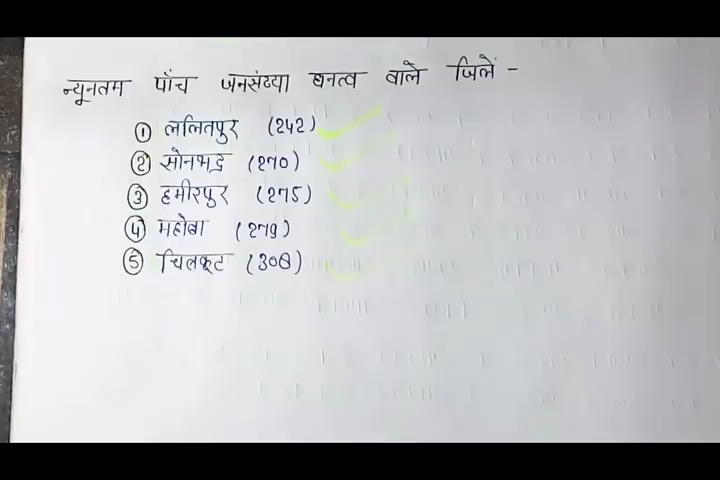 न्यूनतम पाँच जनसंख्या घनत्व वाले जिलें -
① ललितपुर (242)
② सोनभद्र (270)
③ हमीरपुर (275)
④ महोबा (279)
⑤ चित्रकूट (308)